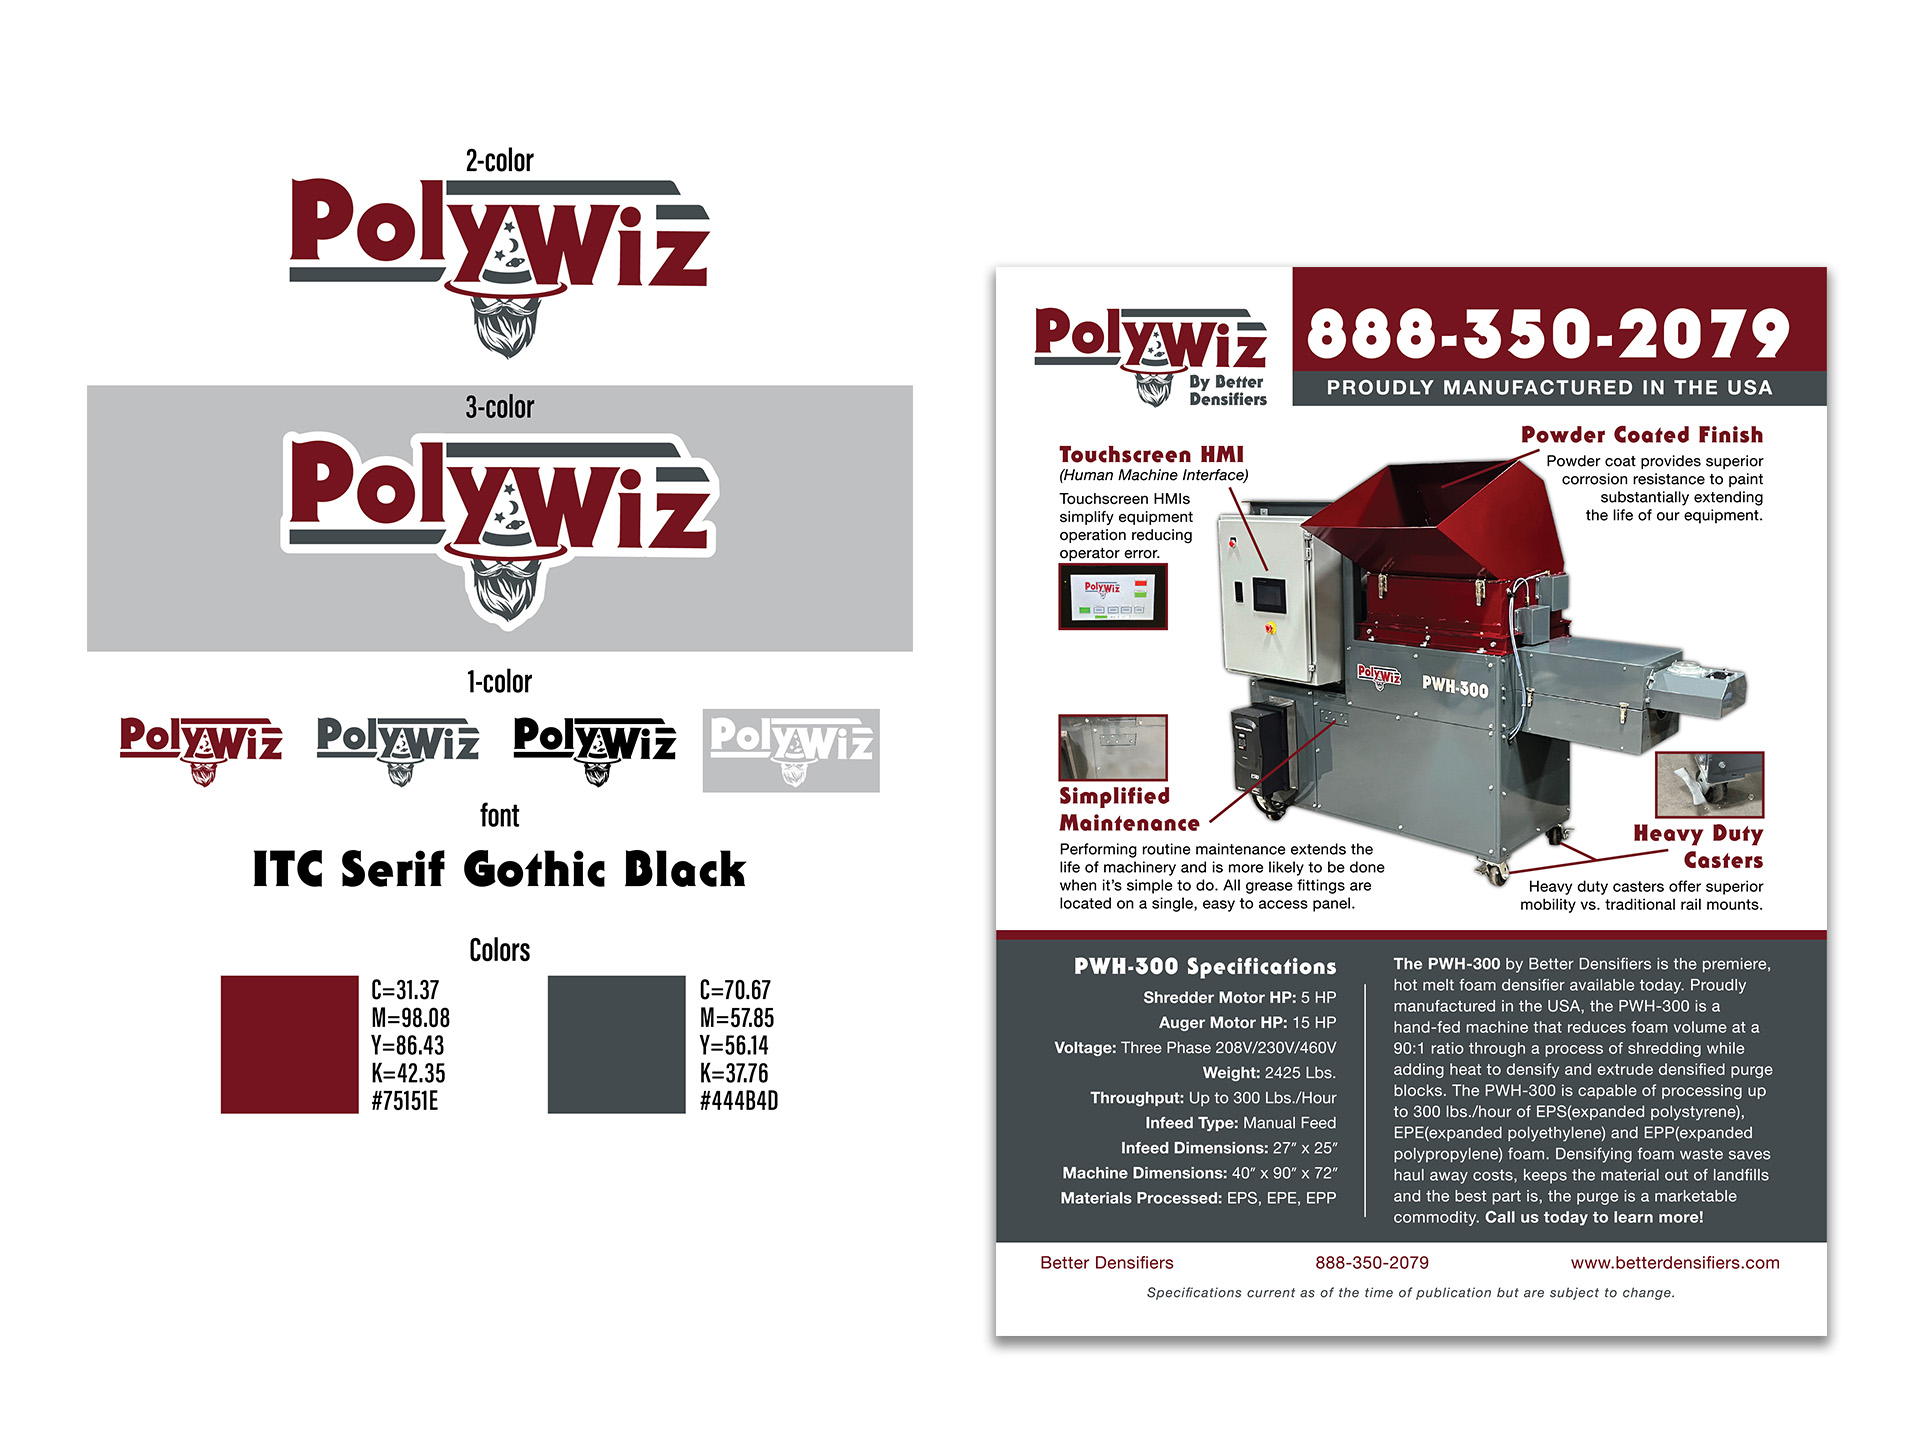 2-color
PolyWiz
3-color
PolyWiz
1-color
PolyWiz PolyWiz PolyWiz PolyWiz
font
ITC Serif Gothic Black
Colors
C=31.37
M=98.08
Y=86.43
K=42.35
#75151E
C=70.67
M=57.85
Y=56.14
K=37.76
#444B4D
PolyWiz
By Better
Densifiers
888-350-2079
PROUDLY MANUFACTURED IN THE USA
Touchscreen HMI
(Human Machine Interface)
Touchscreen HMIs
simplify equipment
operation reducing
operator error.
PolyWiz
Powder Coated Finish
Powder coat provides superior
corrosion resistance to paint
substantially extending
the life of our equipment.
PolyWiz
PWH-300
Simplified
Maintenance
Performing routine maintenance extends the
life of machinery and is more likely to be done
when it's simple to do. All grease fittings are
located on a single, easy to access panel.
Heavy Duty
Casters
Heavy duty casters offer superior
mobility vs. traditional rail mounts.
PWH-300 Specifications
Shredder Motor HP: 5 HP
Auger Motor HP: 15 HP
Voltage: Three Phase 208V/230V/460V
Weight: 2425 Lbs.
Throughput: Up to 300 Lbs./Hour
Infeed Type: Manual Feed
Infeed Dimensions: 27" x 25"
Machine Dimensions: 40" x 90" x 72"
Materials Processed: EPS, EPE, EPP
The PWH-300 by Better Densifiers is the premiere,
hot melt foam densifier available today. Proudly
manufactured in the USA, the PWH-300 is a
hand-fed machine that reduces foam volume at a
90:1 ratio through a process of shredding while
adding heat to densify and extrude densified purge
blocks. The PWH-300 is capable of processing up
to 300 lbs./hour of EPS(expanded polystyrene),
EPE(expanded polyethylene) and EPP(expanded
polypropylene) foam. Densifying foam waste saves
haul away costs, keeps the material out of landfills
and the best part is, the purge is a marketable
commodity. Call us today to learn more!
Better Densifiers
888-350-2079
www.betterdensifiers.com
Specifications current as of the time of publication but are subject to change.